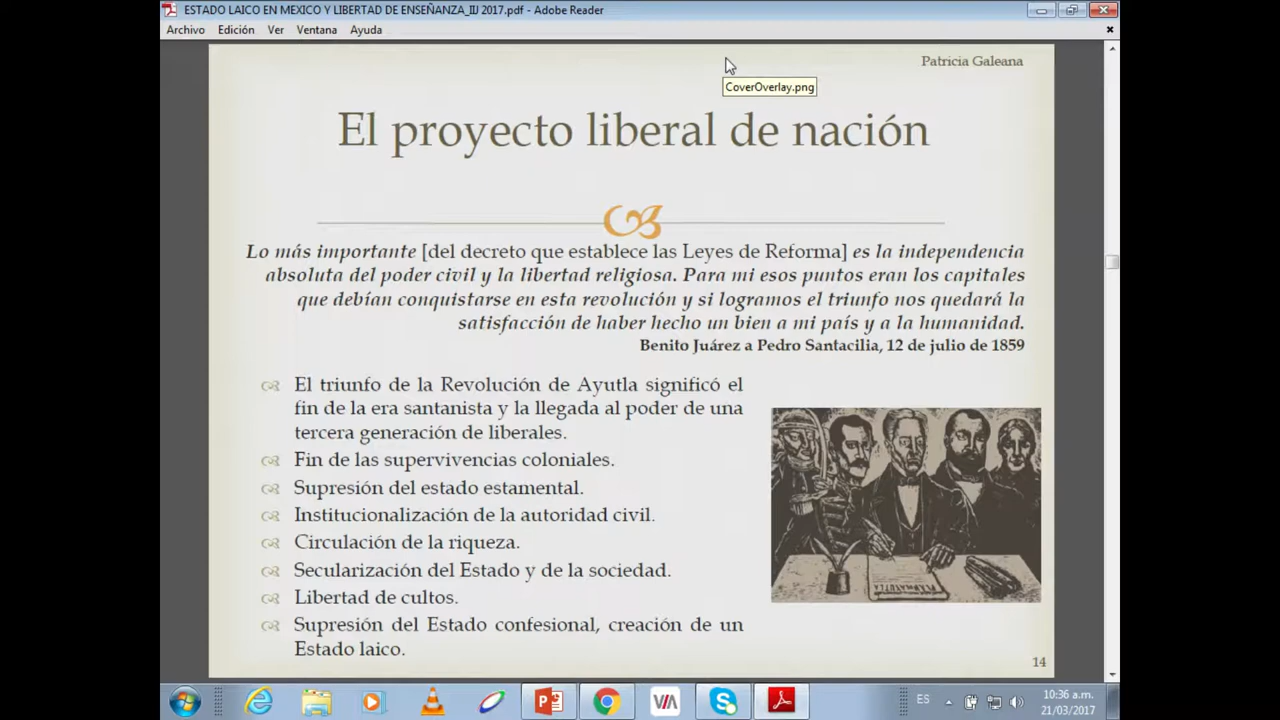 ESTADO LAICO EN MEXICO Y LIBERTAD DE ENSEÑANZA_IIJ 2017.pdf - Adobe Reader
Archivo Edición Ver Ventana Ayuda
Patricia Galeana
CoverOverlay.png
El proyecto liberal de nación
Lo más importante [del decreto que establece las Leyes de Reforma] es la independencia
absoluta del poder civil y la libertad religiosa. Para mi esos puntos eran los capitales
que debían conquistarse en esta revolución y si logramos el triunfo nos quedará la
satisfacción de haber hecho un bien a mi país y a la humanidad.
Benito Juárez a Pedro Santacilia, 12 de julio de 1859
El triunfo de la Revolución de Ayutla significó el
fin de la era santanista y la llegada al poder de una
tercera generación de liberales.
Fin de las supervivencias coloniales.
Supresión del estado estamental.
Institucionalización de la autoridad civil.
Circulación de la riqueza.
Secularización del Estado y de la sociedad.
Libertad de cultos.
Supresión del Estado confesional, creación de un
Estado laico.
14
VIA
ES
10:36 a.m.
21/03/2017